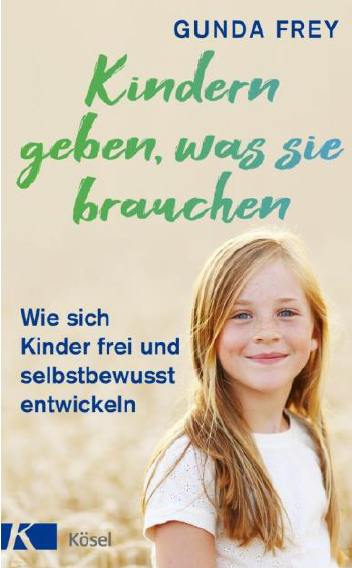 GUNDA FREY
Kindern
geben, was sie
brauchen
Wie sich
Kinder frei und
selbstbewusst
entwickeln
K Kösel